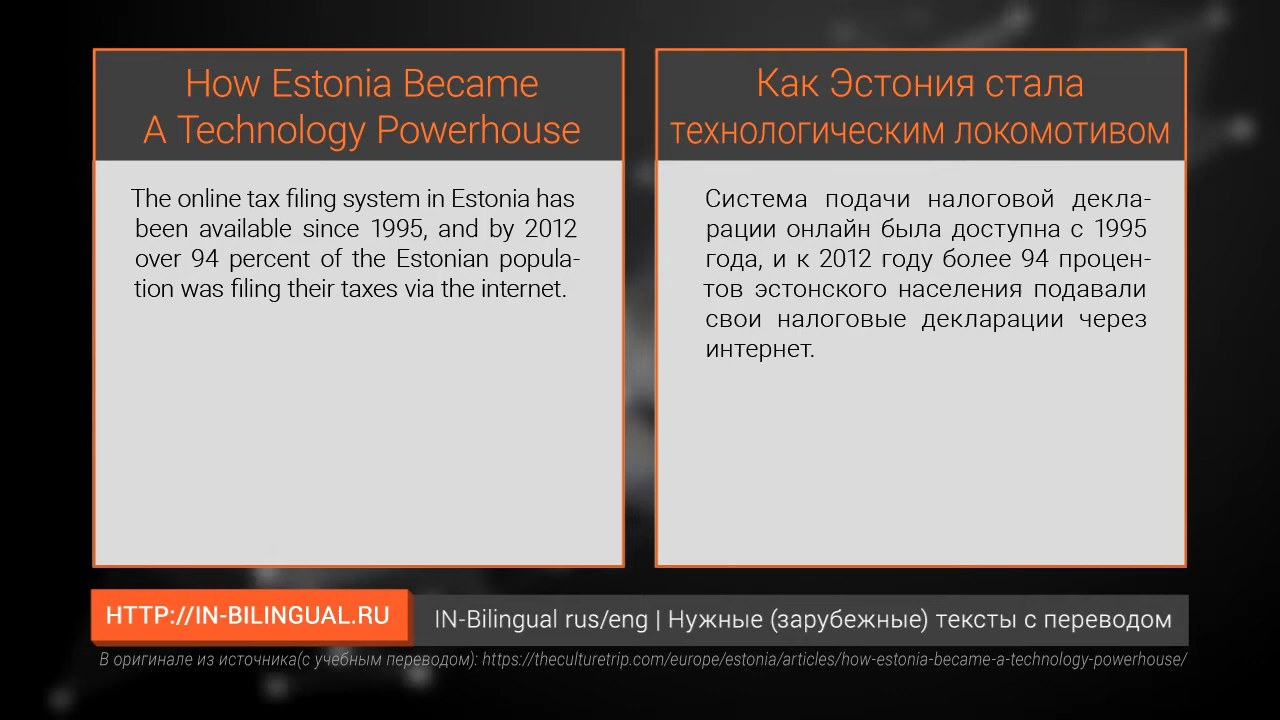 How Estonia Became
A Technology Powerhouse
The online tax filing system in Estonia has
been available since 1995, and by 2012
over 94 percent of the Estonian popula-
tion was filing their taxes via the internet.
Как Эстония стала
технологическим локомотивом
Система подачи налоговой декла-
рации онлайн была доступна с 1995
года, и к 2012 году более 94 процен-
тов эстонского населения подавали
свои налоговые декларации через
интернет.
HTTP://IN-BILINGUAL.RU
IN-Bilingual rus/eng | Нужные (зарубежные) тексты с переводом
В оригинале из источника(с учебным переводом): https://theculturetrip.com/europe/estonia/articles/how-estonia-became-a-technology-powerhouse/